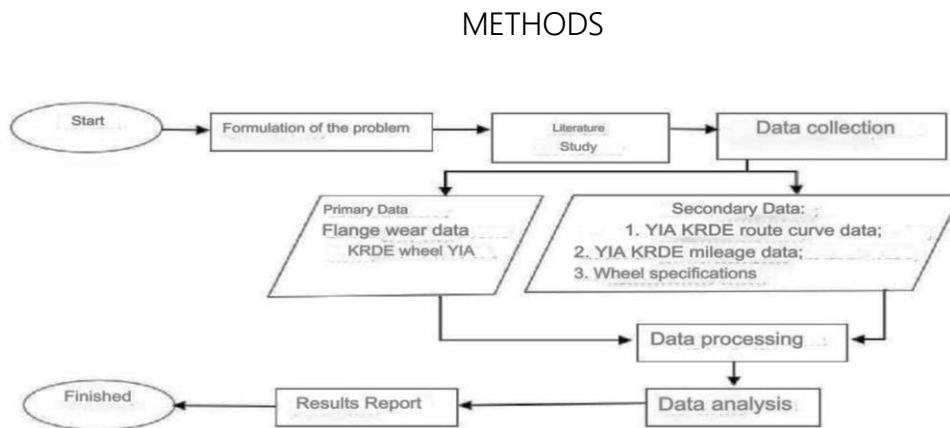 METHODS
Start
Formulation of the problem
Literature
Study
Data collection
Primary Data
Flange wear data
KRDE wheel YIA
Secondary Data:
1. YIA KRDE route curve data;
2. YIA KRDE mileage data;
3. Wheel specifications
Data processing
Data analysis
Results Report
Finished